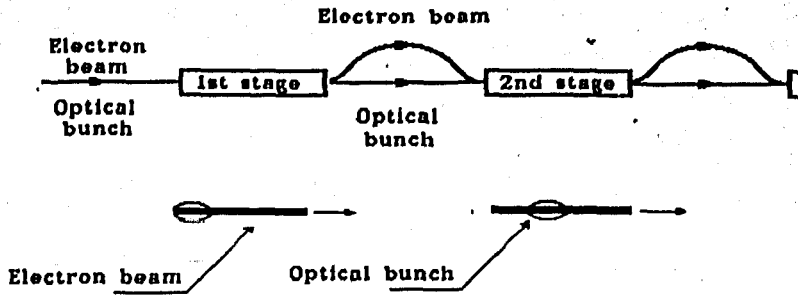 Electron beam
Electron
beam
1st stage
2nd stage
Optical
bunch
Optical
bunch
Electron beam
Optical bunch